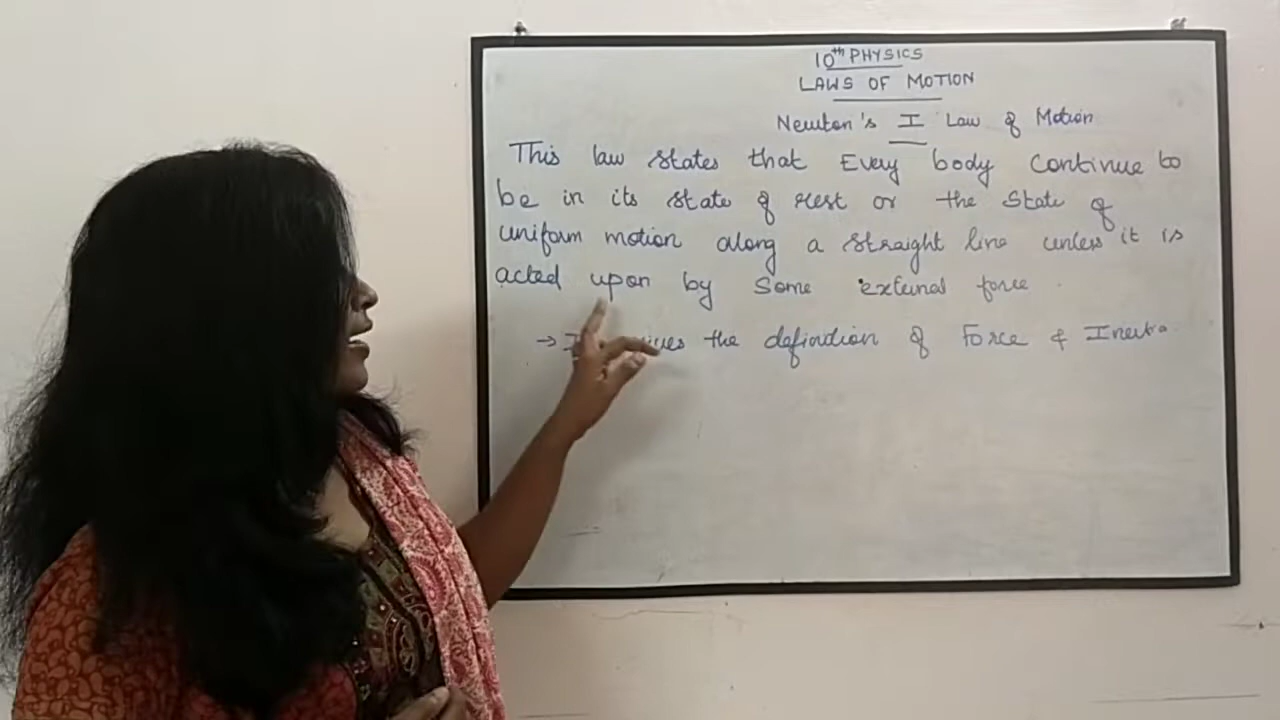 10th PHYSICS
LAWS OF MOTION
Newton's I Law of Motion
This law states that Every body Continue to
be in its state of rest or the State of
uniform motion along a straight line unless it is
acted upon by Some external force
→ gives the definition of Force & Inertia